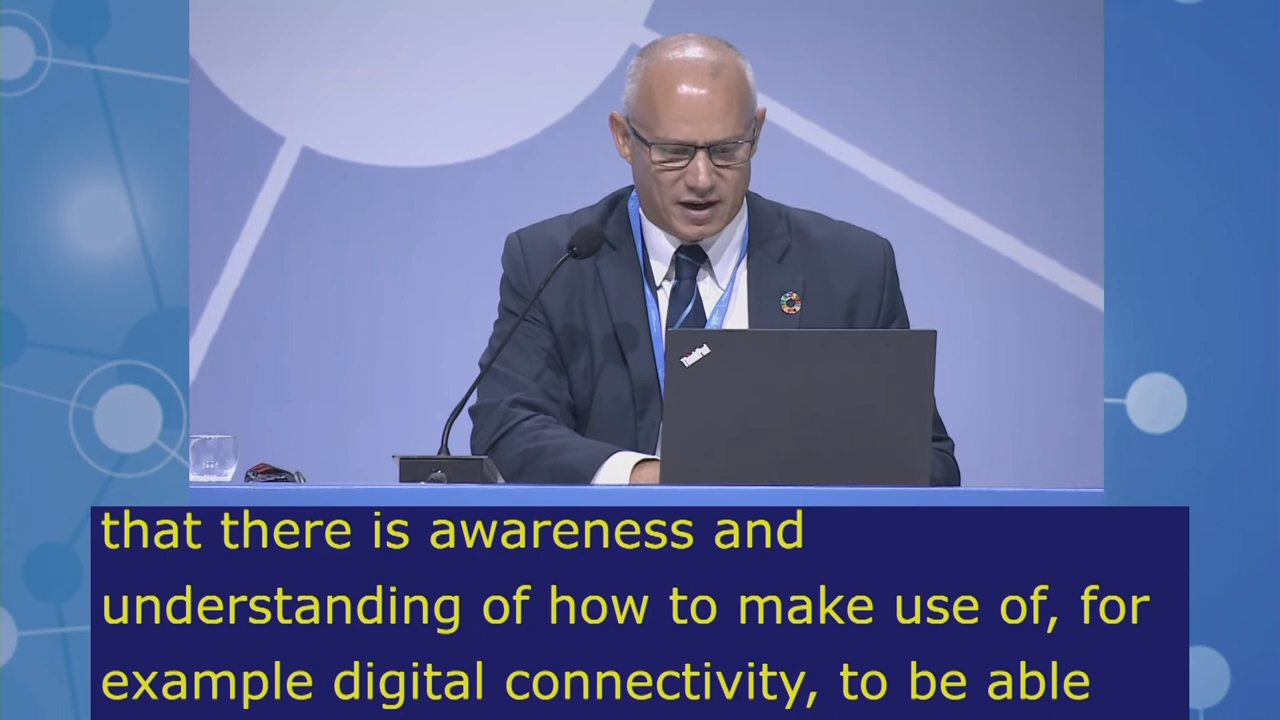 ThinkPad
that there is awareness and
understanding of how to make use of, for
example digital connectivity, to be able